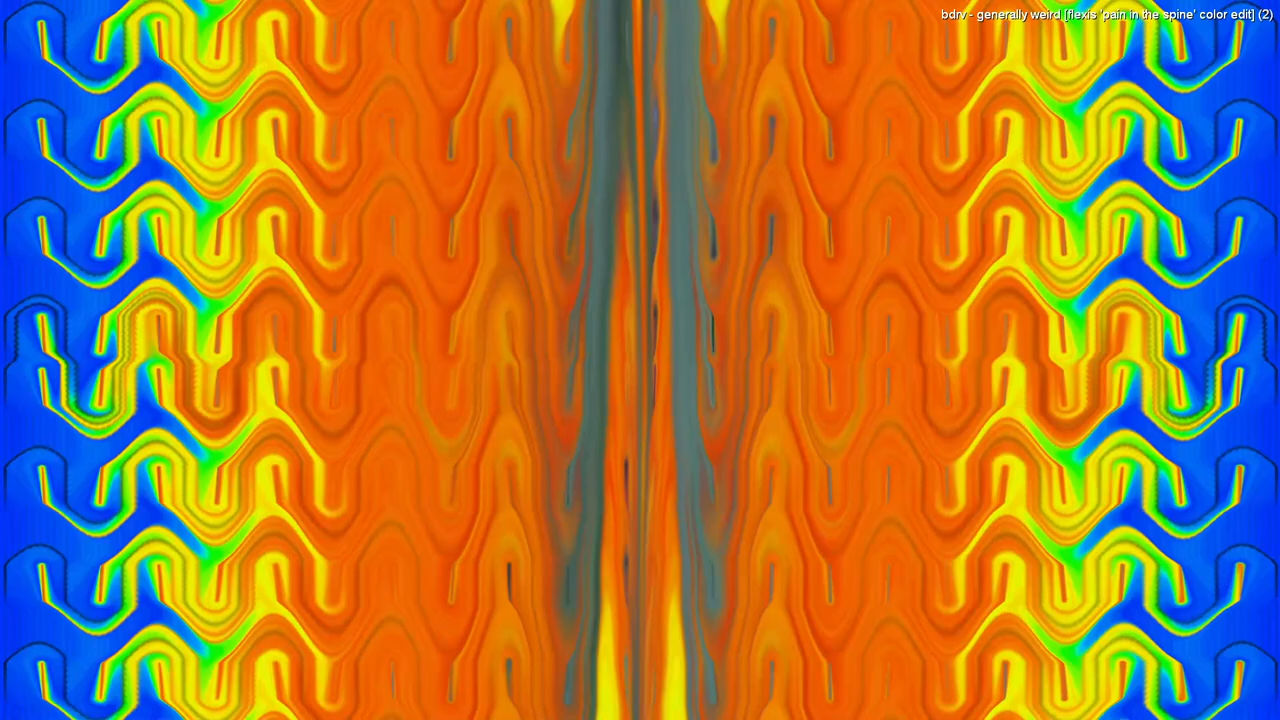 bdrv - generally weird [flexis 'pain in the spine' color edit] (2)